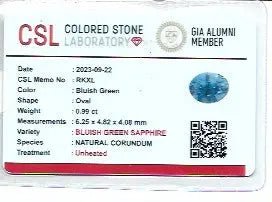 CSL COLORED STONE LABORATORY GIA ALUMNI MEMBER
Date : 2023-09-22
CSL Memo No : RKXL
Color : Bluish Green
Shape : Oval
Weight : 0.99 ct
Measurements : 6.25 x 4.82 x 4.08 mm
Variety : BLUISH GREEN SAPPHIRE
Species : NATURAL CORUNDUM
Treatment : Unheated